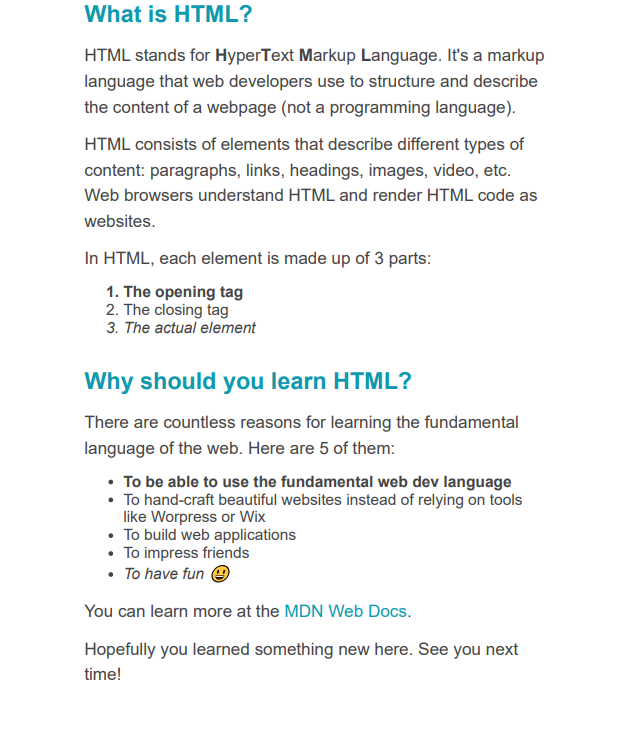 What is HTML?
HTML stands for HyperText Markup Language. It's a markup
language that web developers use to structure and describe
the content of a webpage (not a programming language).
HTML consists of elements that describe different types of
content: paragraphs, links, headings, images, video, etc.
Web browsers understand HTML and render HTML code as
websites.
In HTML, each element is made up of 3 parts:
1. The opening tag
2. The closing tag
3. The actual element
Why should you learn HTML?
There are countless reasons for learning the fundamental
language of the web. Here are 5 of them:
• To be able to use the fundamental web dev language
• To hand-craft beautiful websites instead of relying on tools
like Worpress or Wix
• To build web applications
• To impress friends
• To have fun 😃
You can learn more at the MDN Web Docs.
Hopefully you learned something new here. See you next
time!